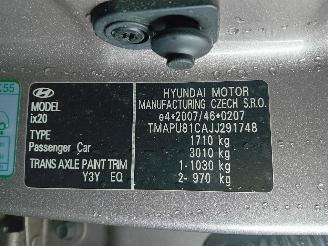 55
MODEL
ix20
TYPE
Passenger Car
TRANS AXLE PAINT TRIM
Y3Y EQ
HYUNDAI MOTOR
MANUFACTURING CZECH S.R.O.
e4*2007/46*0207
TMAPU81CAJJ291748
1710 kg
3010 kg
1-1030 kg
2- 970 kg